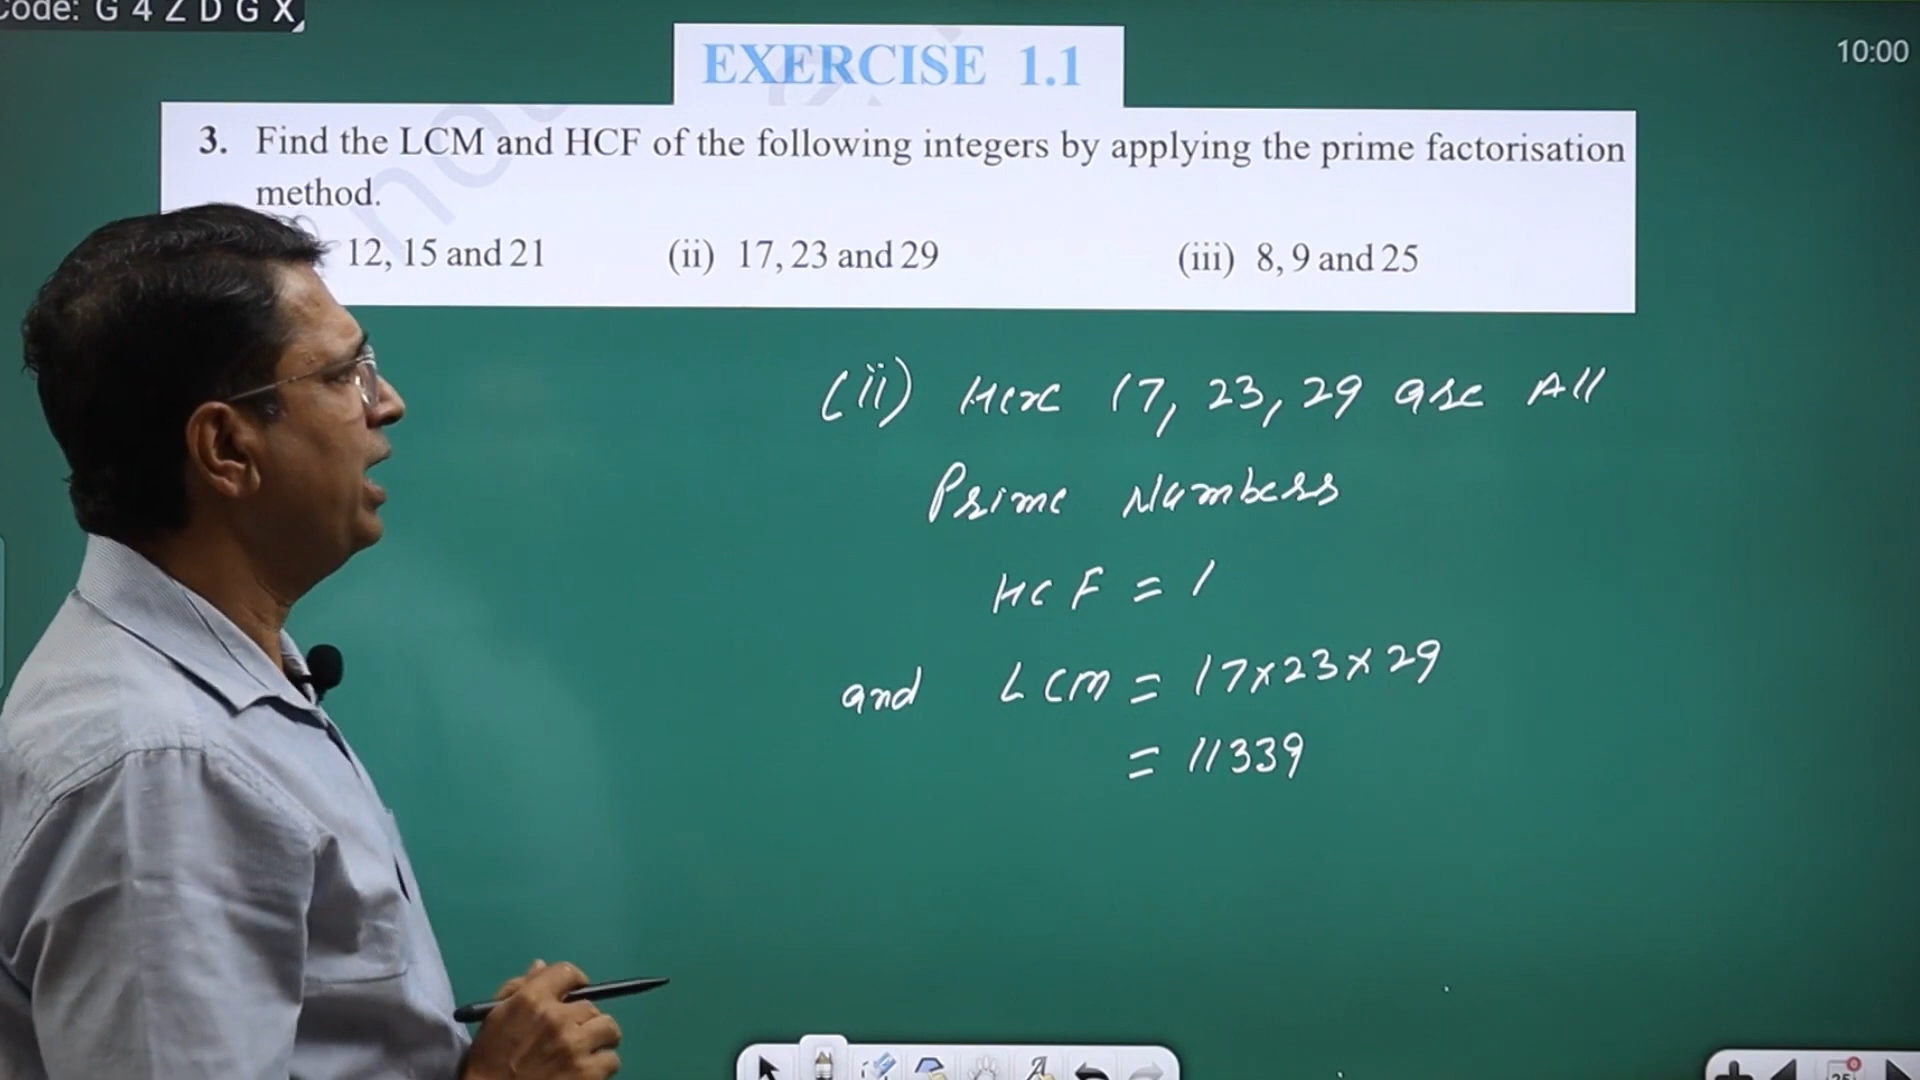 Code: G 4 Z D G X
10:00
EXERCISE 1.1
3. Find the LCM and HCF of the following integers by applying the prime factorisation
method.
12, 15 and 21 (ii) 17, 23 and 29 (iii) 8, 9 and 25
(ii) Here 17, 23, 29 are All
Prime Numbers
HCF = 1
and LCM = 17×23×29
= 11339